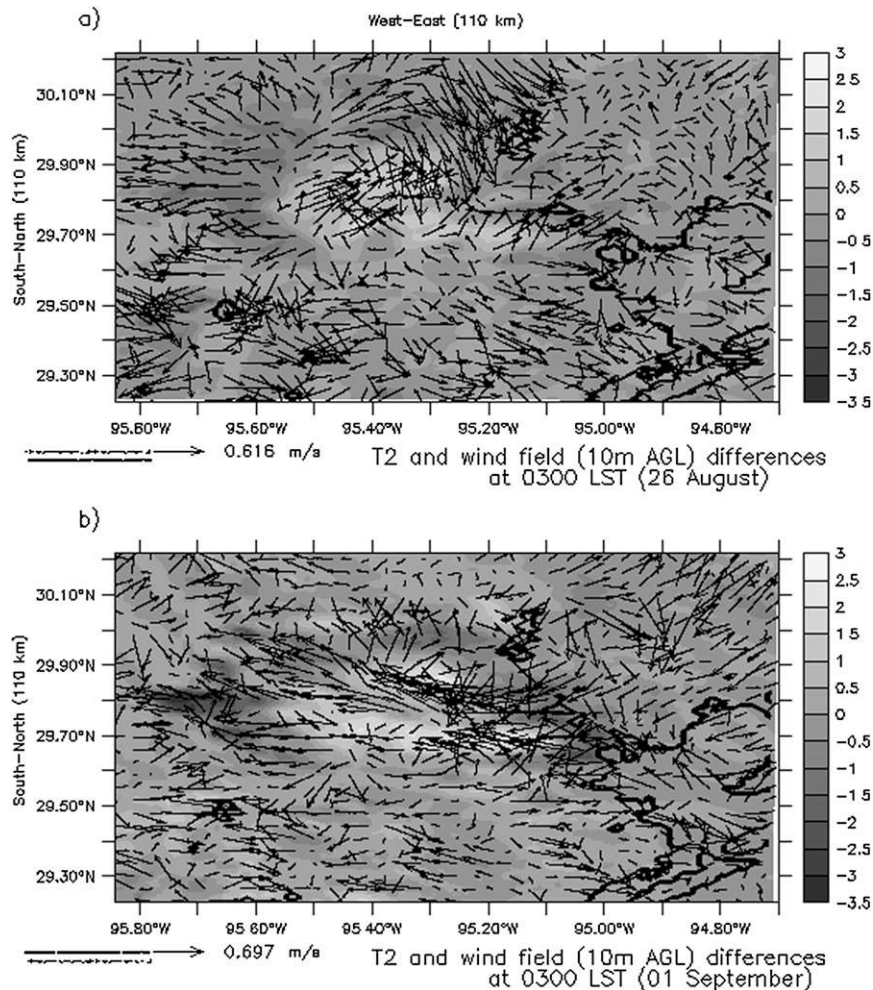 a)
West-East (110 km)
South-North (110 km)
30.10°N
29.90°N
29.70°N
29.50°N
29.30°N
95.80°W 95.60°W 95.40°W 95.20°W 95.00°W 94.80°W
3
2.5
2
1.5
1
0.5
0
-0.5
-1
-1.5
-2
-2.5
-3
-3.5
0.616 m/s
T2 and wind field (10m AGL) differences
at 0300 LST (26 August)
b)
South-North (110 km)
30.10°N
29.90°N
29.70°N
29.50°N
29.30°N
95.80°W 95 60°W 95.40°W 95.20°W 95.00°W 94.80°W
3
2.5
2
1.5
1
0.5
0
-0.5
-1
-1.5
-2
-2.5
-3
-3.5
0.697 m/s
T2 and wind field (10m AGL) differences
at 0300 LST (01 September)